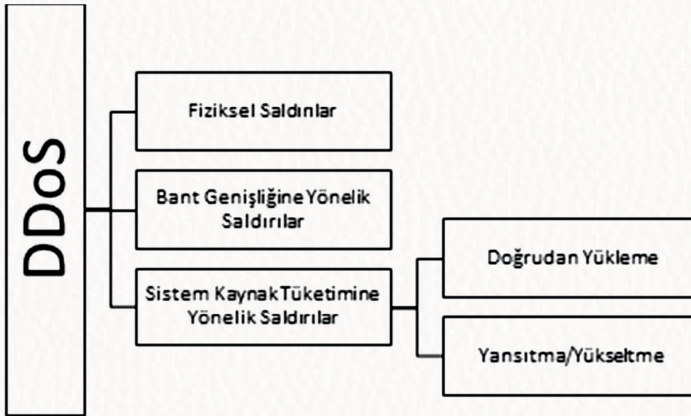 DDoS
Fiziksel Saldırılar
Bant Genişliğine Yönelik
Saldırılar
Sistem Kaynak Tüketimine
Yönelik Saldırılar
Doğrudan Yükleme
Yansıtma/Yükseltme